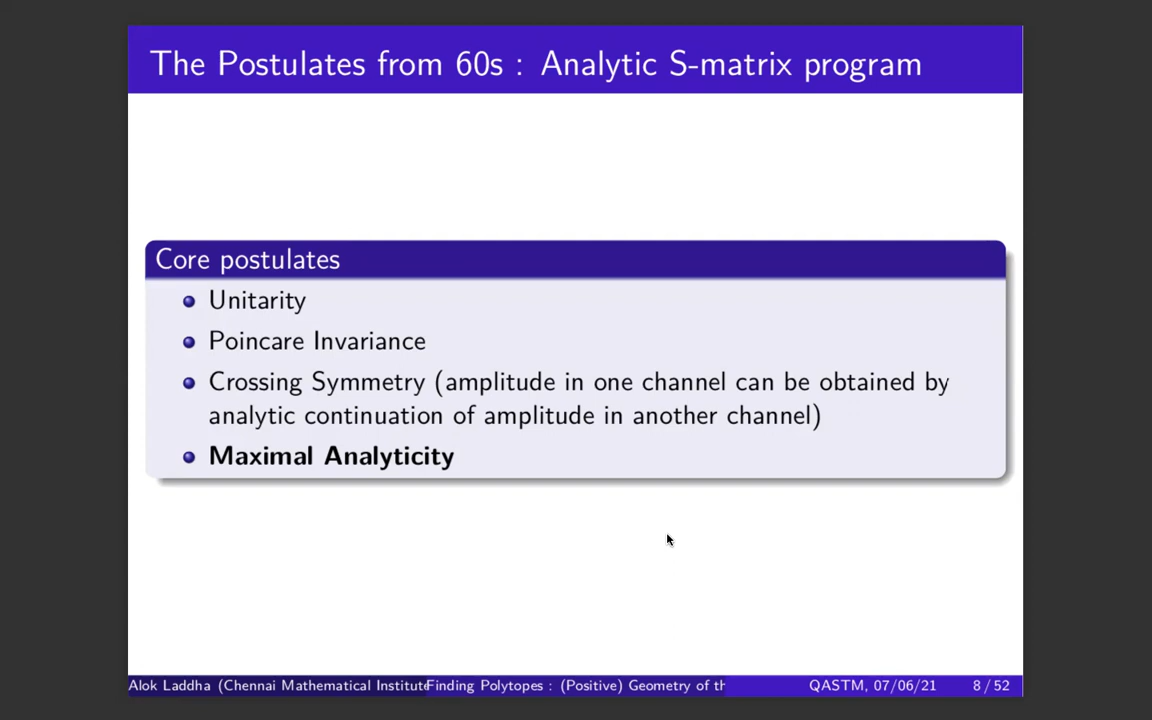 The Postulates from 60s : Analytic S-matrix program
Core postulates
Unitarity
Poincare Invariance
Crossing Symmetry (amplitude in one channel can be obtained by
analytic continuation of amplitude in another channel)
Maximal Analyticity
Alok Laddha (Chennai Mathematical Institute Finding Polytopes : (Positive) Geometry of th QASTM, 07/06/21 8 / 52